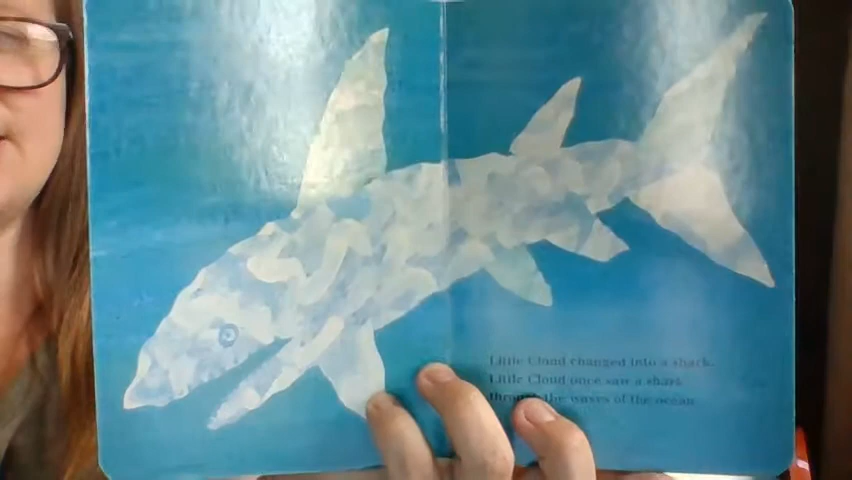 Little Cloud changed into a shark.
Little Cloud once saw a shark
through the waves of the ocean.